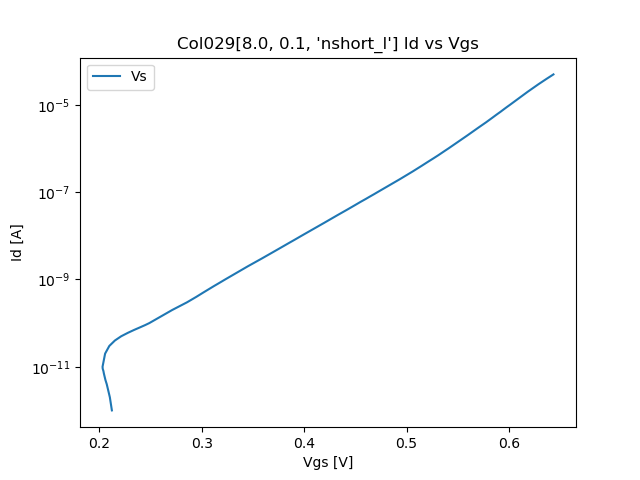 Col029[8.0, 0.1, 'nshort_l'] Id vs Vgs
Vs
10⁻⁵
10⁻⁷
10⁻⁹
10⁻¹¹
Id [A]
0.2 0.3 0.4 0.5 0.6
Vgs [V]